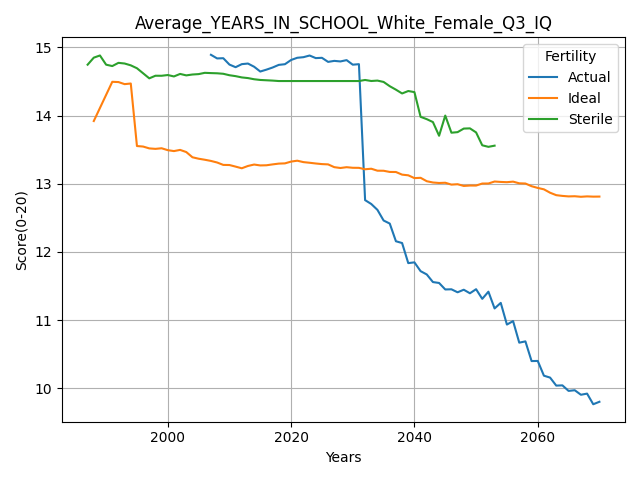 Average_YEARS_IN_SCHOOL_White_Female_Q3_IQ
Score(0-20)
15
14
13
12
11
10
Fertility
Actual
Ideal
Sterile
2000
2020
2040
2060
Years